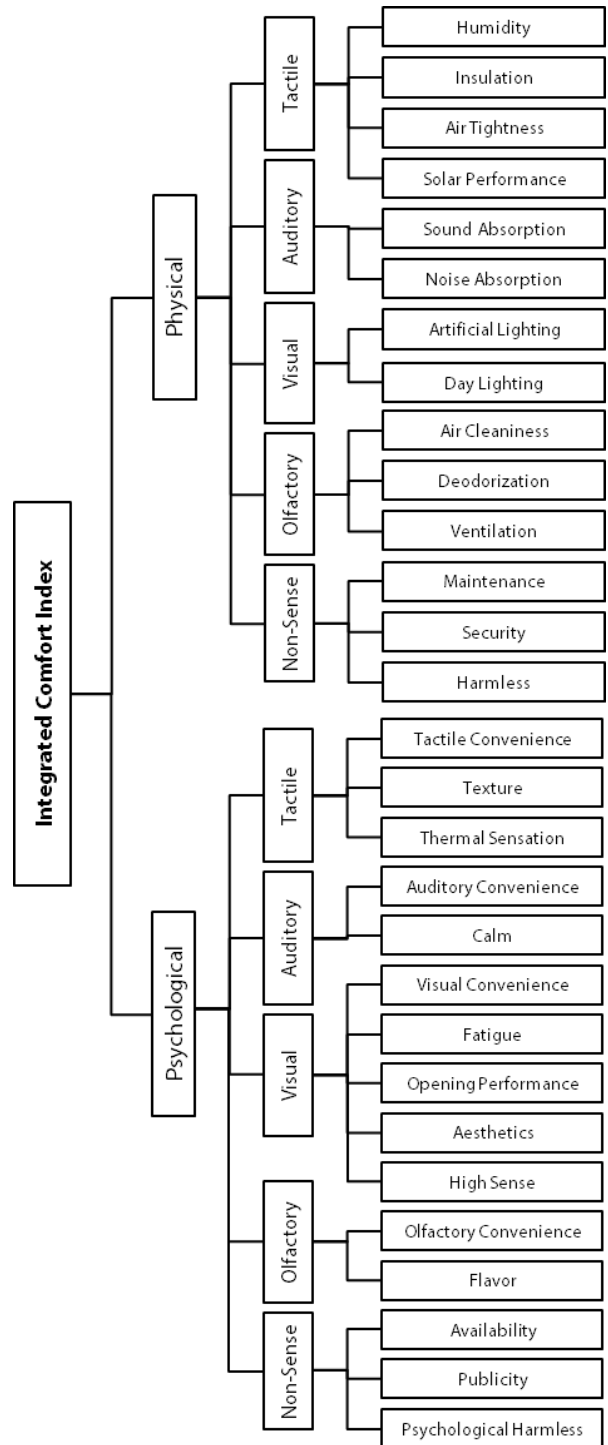 Integrated Comfort Index
Physical
Tactile
Humidity
Insulation
Air Tightness
Solar Performance
Auditory
Sound Absorption
Noise Absorption
Visual
Artificial Lighting
Day Lighting
Olfactory
Air Cleaniness
Deodorization
Ventilation
Non-Sense
Maintenance
Security
Harmless
Psychological
Tactile
Tactile Convenience
Texture
Thermal Sensation
Auditory
Auditory Convenience
Calm
Visual
Visual Convenience
Fatigue
Opening Performance
Aesthetics
High Sense
Olfactory
Olfactory Convenience
Flavor
Non-Sense
Availability
Publicity
Psychological Harmless